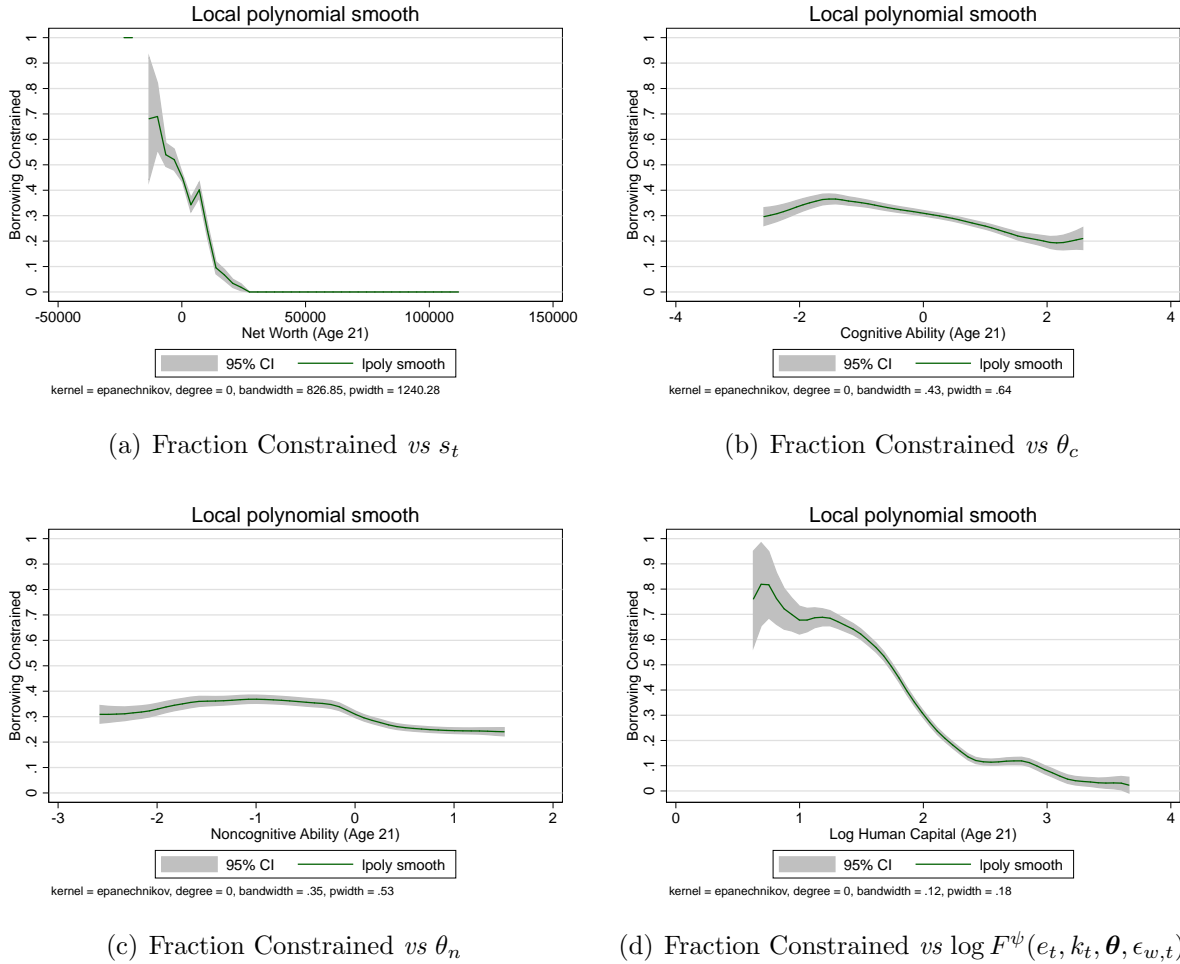 Local polynomial smooth
Borrowing Constrained
0 .1 .2 .3 .4 .5 .6 .7 .8 .9 1
-50000 0 50000 100000 150000
Net Worth (Age 21)
95% CI lpoly smooth
kernel = epanechnikov, degree = 0, bandwidth = 826.85, pwidth = 1240.28
(a) Fraction Constrained vs s_t
Local polynomial smooth
Borrowing Constrained
0 .1 .2 .3 .4 .5 .6 .7 .8 .9 1
-4 -2 0 2 4
Cognitive Ability (Age 21)
95% CI lpoly smooth
kernel = epanechnikov, degree = 0, bandwidth = .43, pwidth = .64
(b) Fraction Constrained vs θ_c
Local polynomial smooth
Borrowing Constrained
0 .1 .2 .3 .4 .5 .6 .7 .8 .9 1
-3 -2 -1 0 1 2
Noncognitive Ability (Age 21)
95% CI lpoly smooth
kernel = epanechnikov, degree = 0, bandwidth = .35, pwidth = .53
(c) Fraction Constrained vs θ_n
Local polynomial smooth
Borrowing Constrained
0 .1 .2 .3 .4 .5 .6 .7 .8 .9 1
0 1 2 3 4
Log Human Capital (Age 21)
95% CI lpoly smooth
kernel = epanechnikov, degree = 0, bandwidth = .12, pwidth = .18
(d) Fraction Constrained vs log F^ψ(e_t, k_t, θ, ϵ_{w,t})